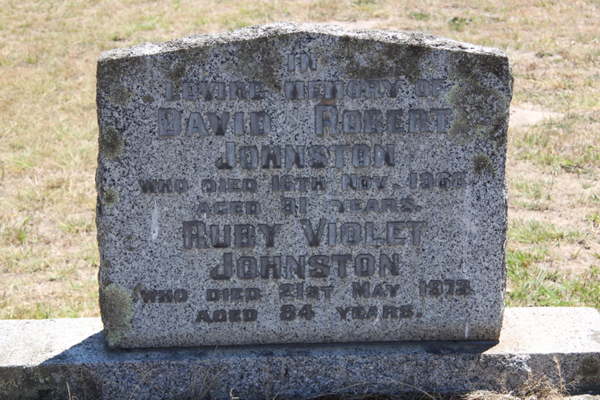 IN
LOVING MEMORY OF
DAVID ROBERT
JOHNSTON
WHO DIED 16TH NOV. 1968
AGED 81 YEARS.
RUBY VIOLET
JOHNSTON
WHO DIED 21ST MAY 1973
AGED 84 YEARS.